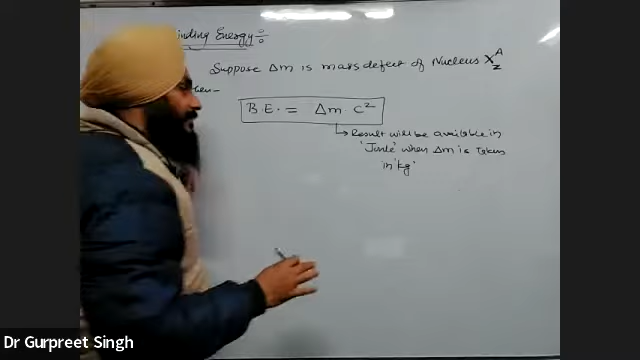 inding Energy÷
Suppose Δm is mass defect of Nucleus X^A_Z
hen-
B.E. = Δm C²
→ Result will be available in
'Joule' when Δm is taken
in 'kg'
Dr Gurpreet Singh